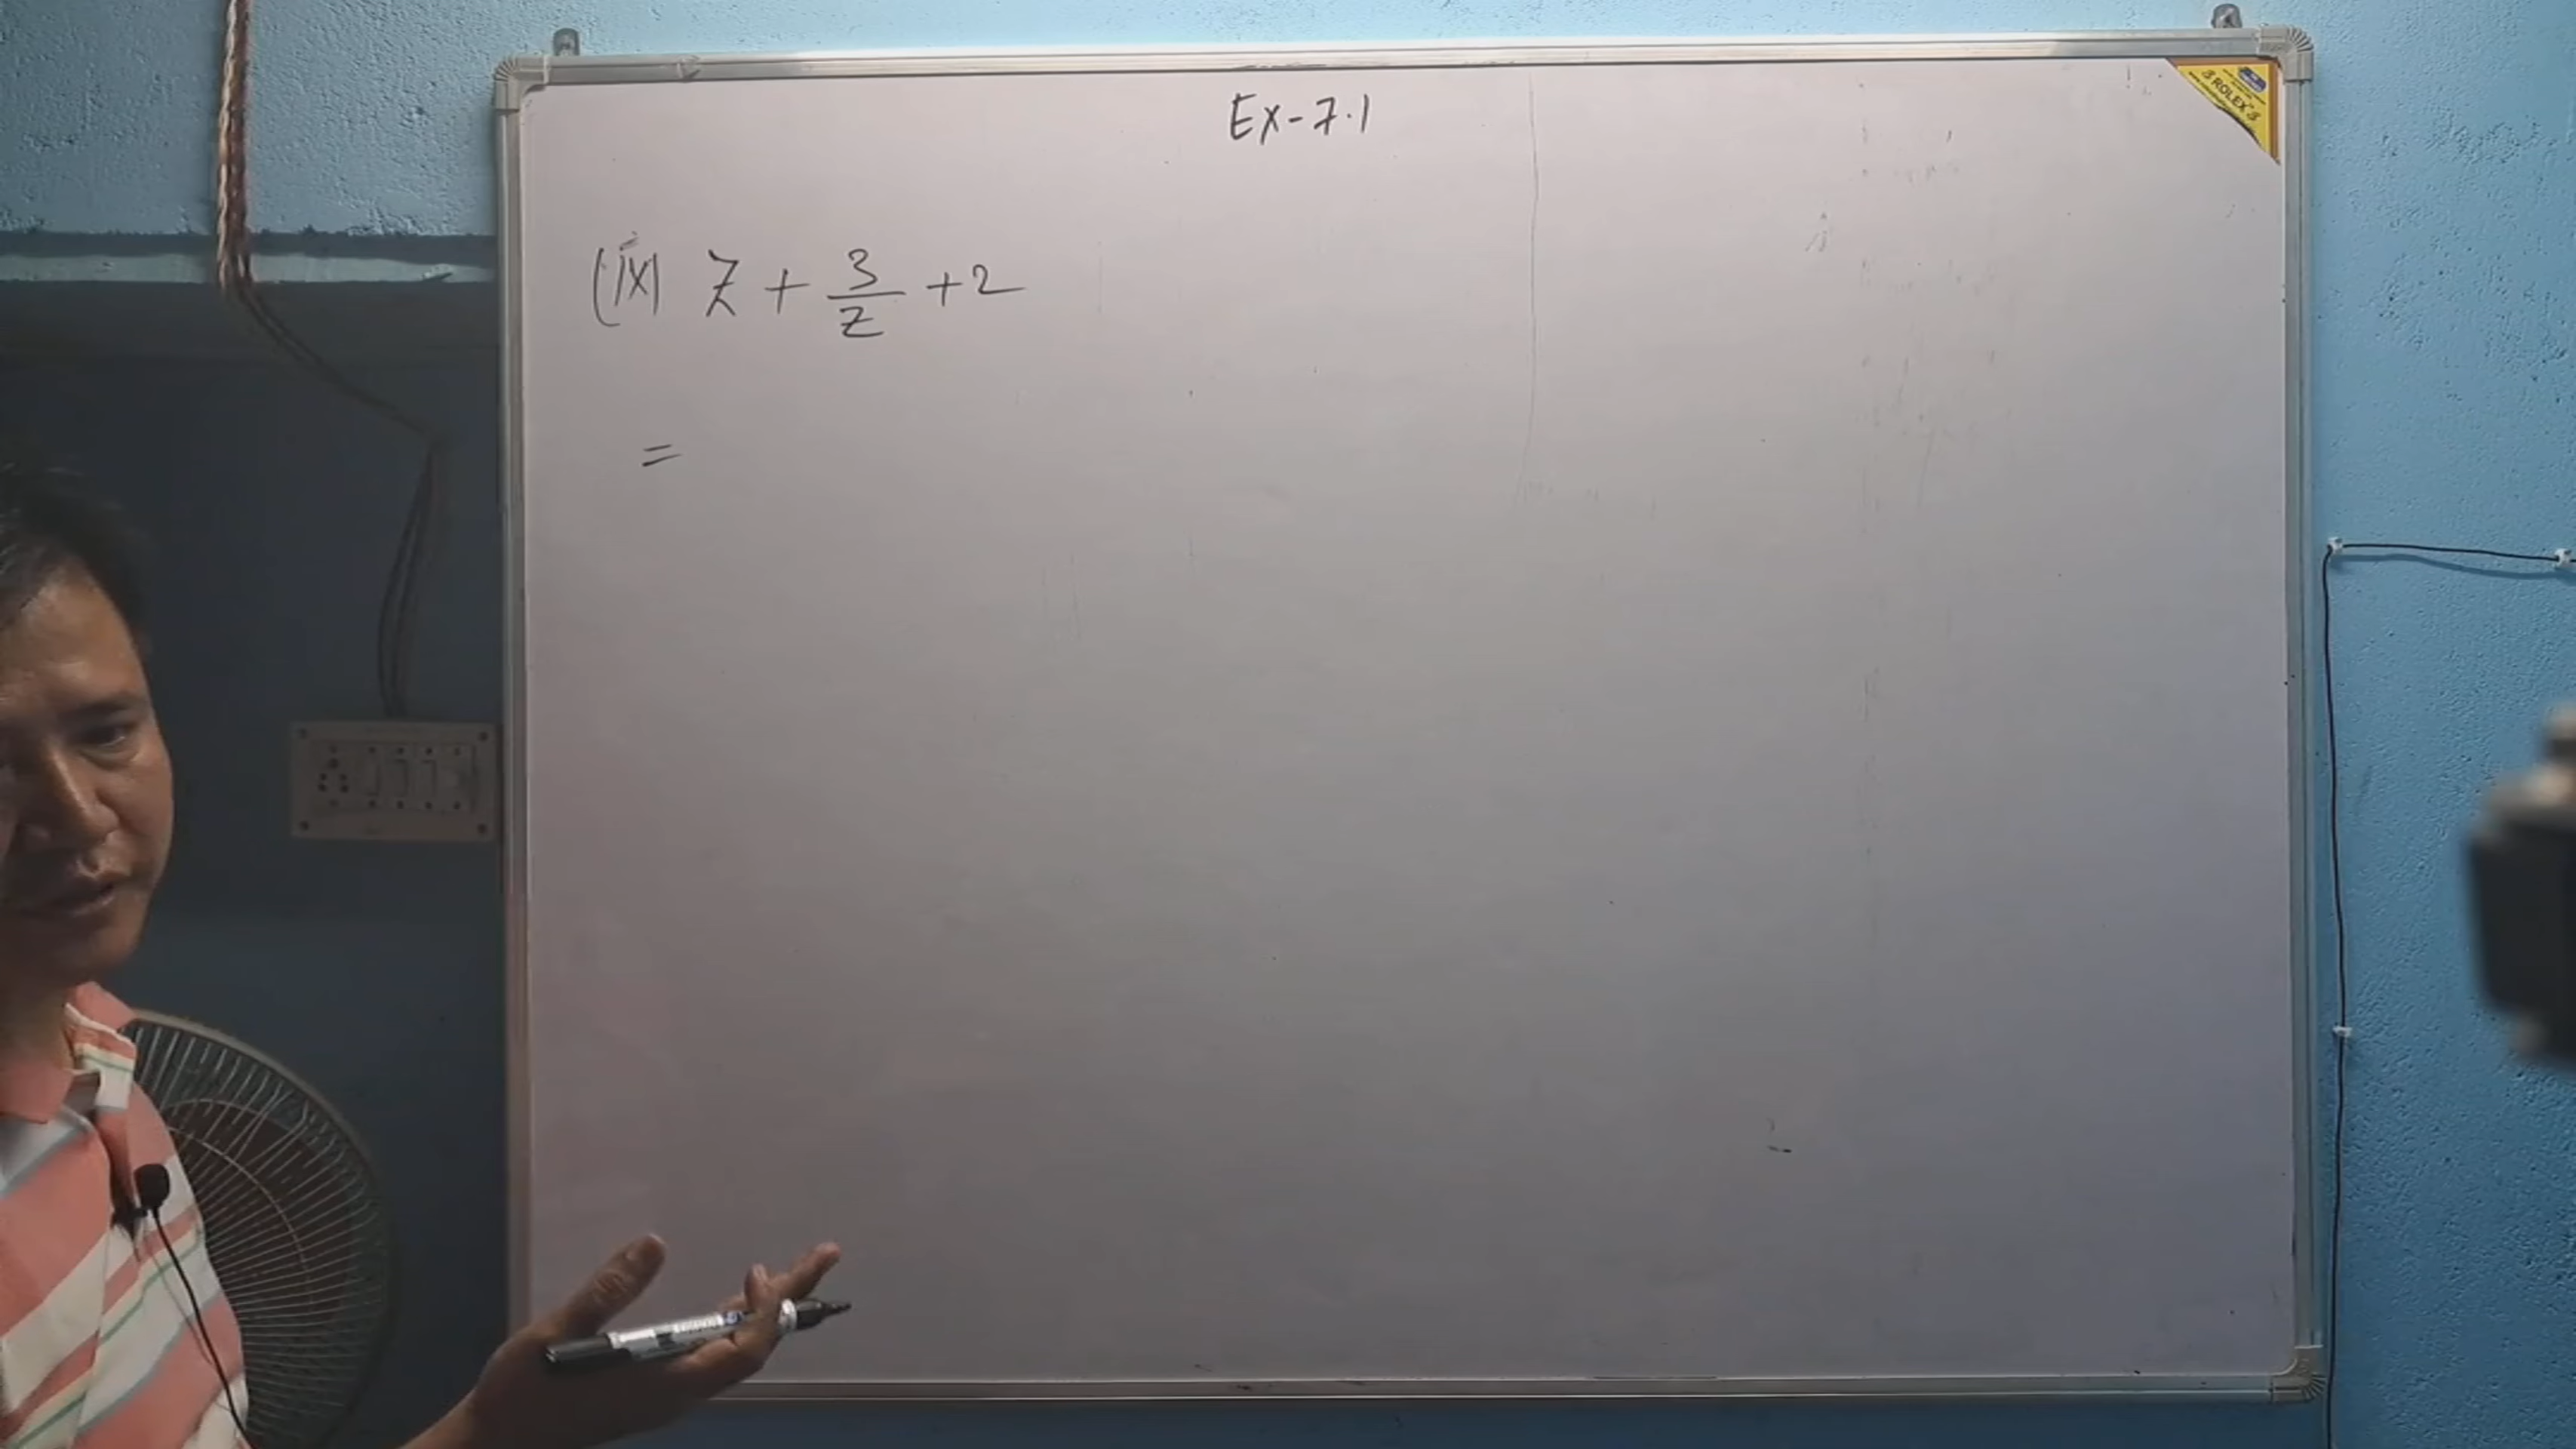 Ex-7.1
ROLEX
(ix) z + 3/z + 2
=